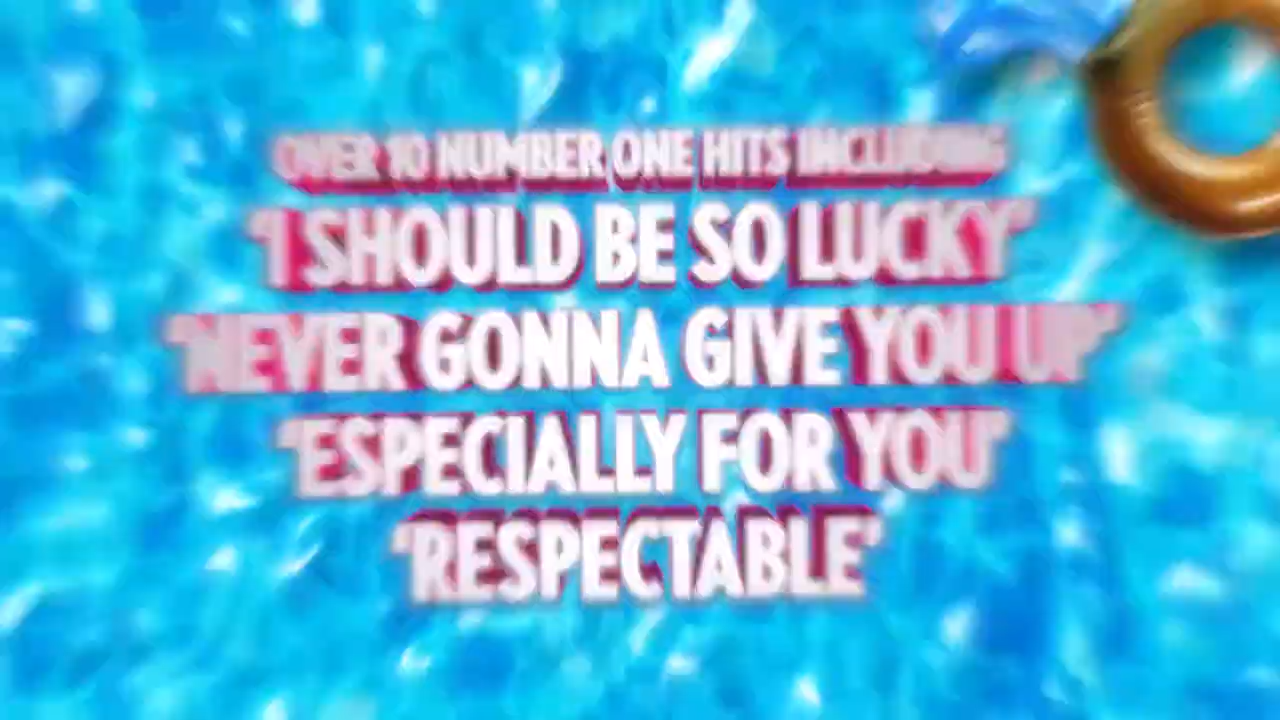 OVER 10 NUMBER ONE HITS INCLUDING
'I SHOULD BE SO LUCKY'
'NEVER GONNA GIVE YOU UP'
'ESPECIALLY FOR YOU'
'RESPECTABLE'